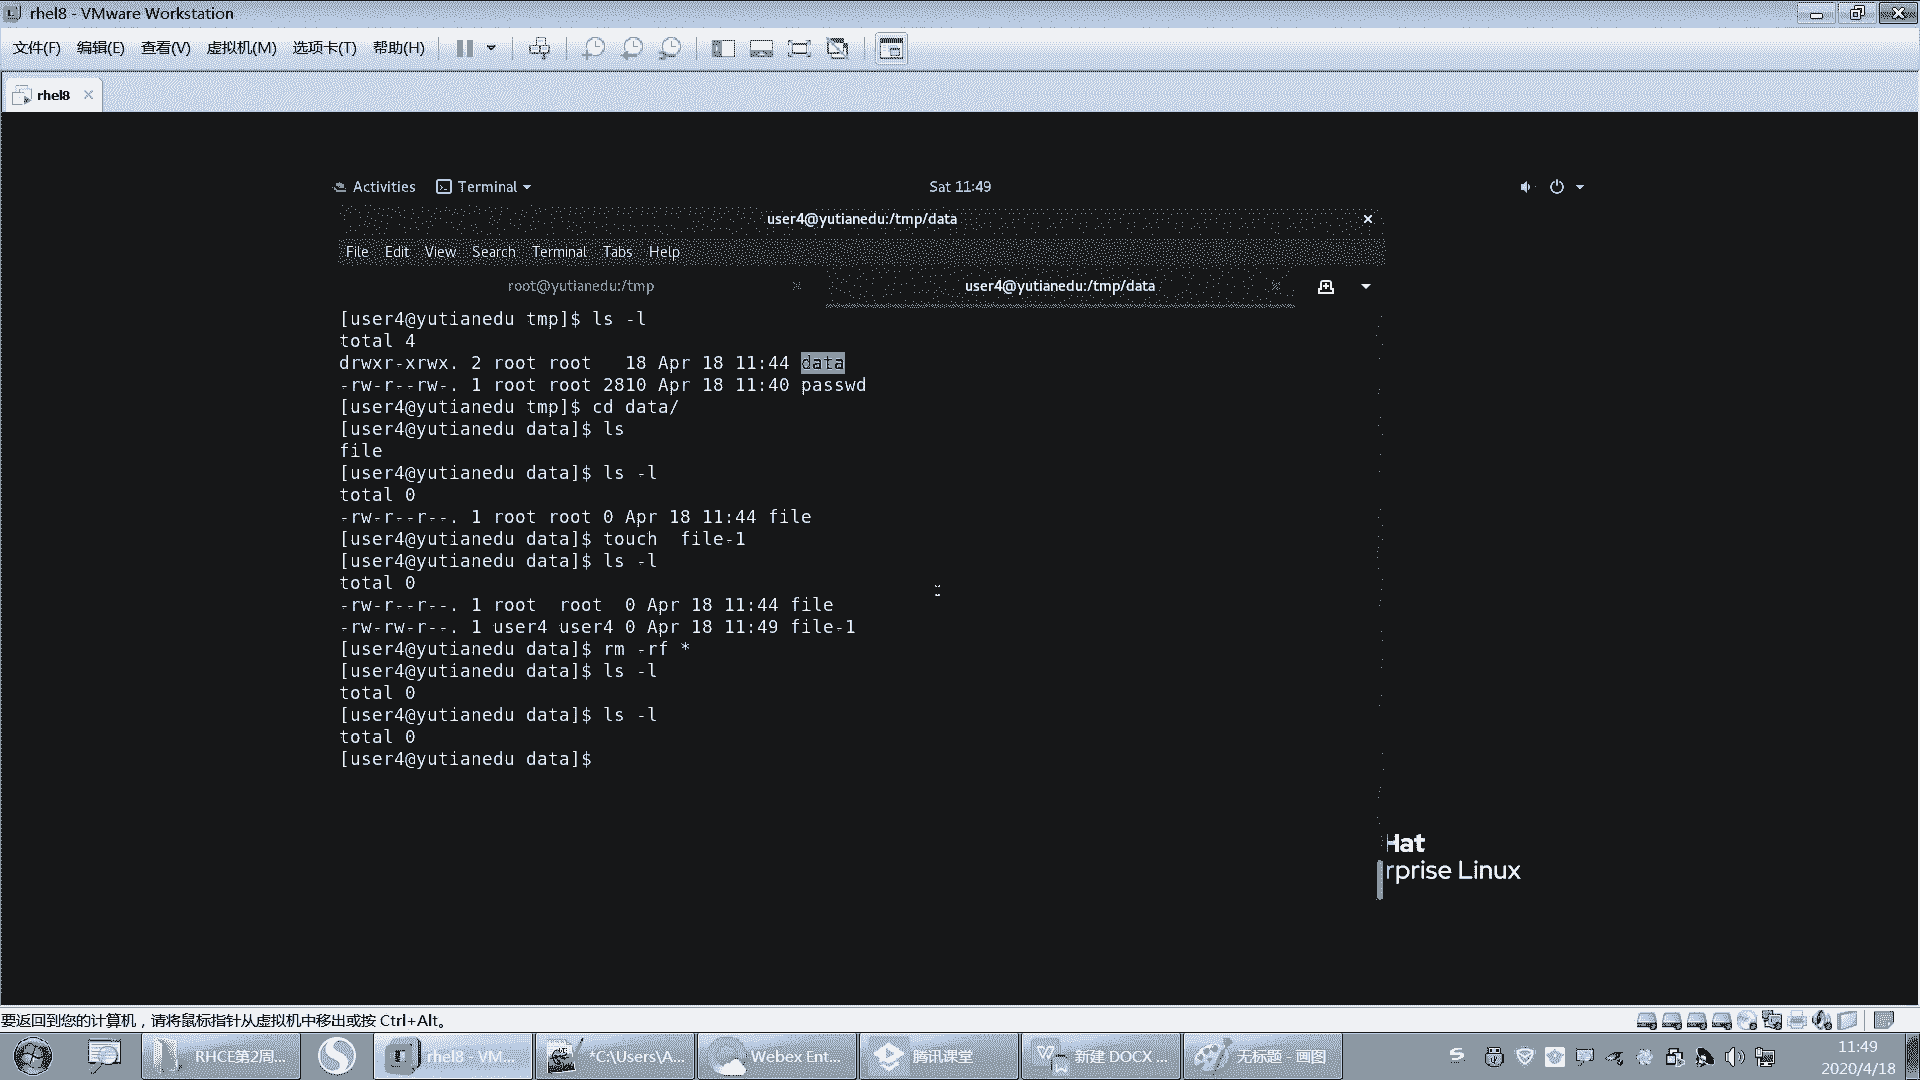 rhel8 - VMware Workstation
文件(F) 编辑(E) 查看(V) 虚拟机(M) 选项卡(T) 帮助(H)
rhel8
Activities Terminal Sat 11:49
user4@yutianedu:/tmp/data
File Edit View Search Terminal Tabs Help
root@yutianedu:/tmp user4@yutianedu:/tmp/data
[user4@yutianedu tmp]$ ls -l
total 4
drwxr-xrwx. 2 root root   18 Apr 18 11:44 data
-rw-r--rw-. 1 root root 2810 Apr 18 11:40 passwd
[user4@yutianedu tmp]$ cd data/
[user4@yutianedu data]$ ls
file
[user4@yutianedu data]$ ls -l
total 0
-rw-r--r--. 1 root root 0 Apr 18 11:44 file
[user4@yutianedu data]$ touch  file-1
[user4@yutianedu data]$ ls -l
total 0
-rw-r--r--. 1 root  root  0 Apr 18 11:44 file
-rw-rw-r--. 1 user4 user4 0 Apr 18 11:49 file-1
[user4@yutianedu data]$ rm -rf *
[user4@yutianedu data]$ ls -l
total 0
[user4@yutianedu data]$ ls -l
total 0
[user4@yutianedu data]$
Hat
rprise Linux
要返回到您的计算机，请将鼠标指针从虚拟机中移出或按 Ctrl+Alt。
RHCE第2周... rhel8 - VM... *C:\Users\A... Webex Ent... 腾讯课堂 新建 DOCX ... 无标题 - 画图 11:49
2020/4/18